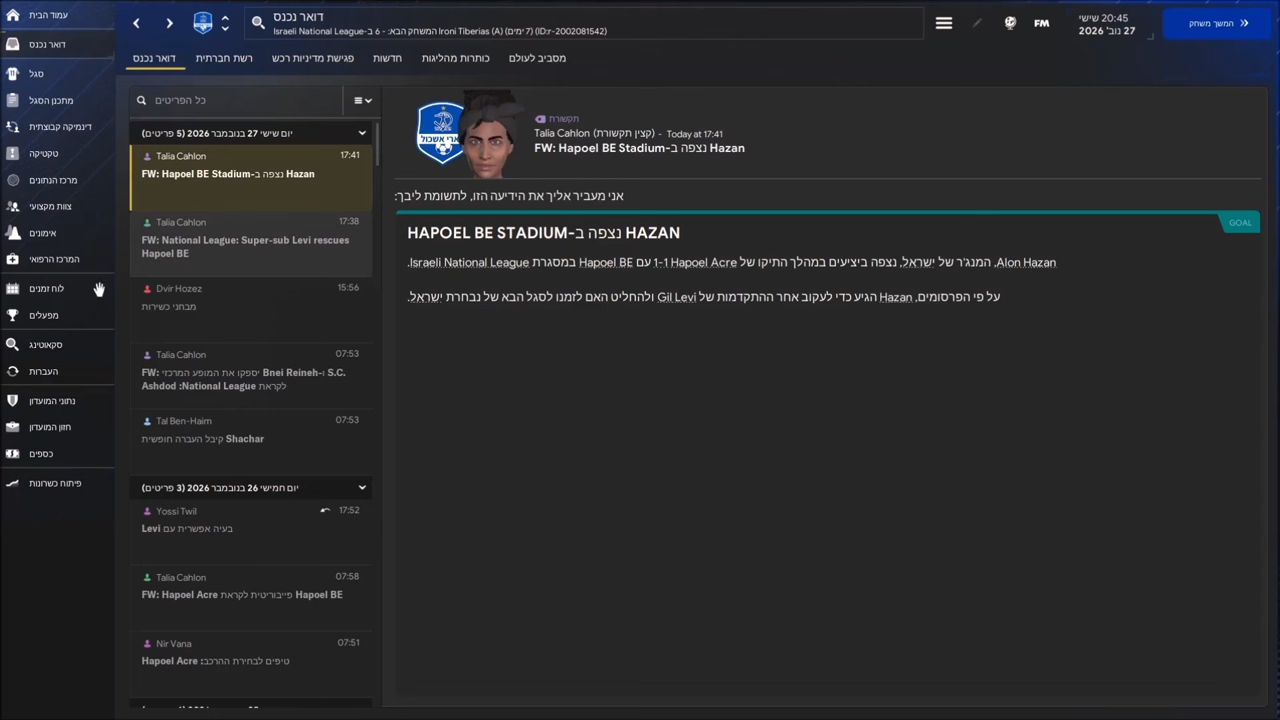 עמוד הבית
דואר נכנס
סגל
מתכנן הסגל
דינמיקה קבוצתית
טקטיקה
מרכז הנתונים
צוות מקצועי
אימונים
המרכז הרפואי
לוח זמנים
מפעלים
סקאוטינג
העברות
נתוני המועדון
חזון המועדון
כספים
פיתוח כשרונות
דואר נכנס
Israeli National League-המשחק הבא: - 6 ב Ironi Tiberias (A) (7 ימים) (ID:r-2002081542)
FM
20:45 שישי
27 נוב' 2026
המשך משחק
דואר נכנס
רשת חברתית
פגישת מדיניות רכש
חדשות
כותרות מהליגות
מסביב לעולם
כל הפריטים
יום שישי 27 בנובמבר 2026 (5 פריטים)
Talia Cahlon 17:41
FW: Hapoel BE Stadium-נצפה ב Hazan
Talia Cahlon 17:38
FW: National League: Super-sub Levi rescues
Hapoel BE
Dvir Hozez 15:56
מבחני כשירות
Talia Cahlon 07:53
FW: יספקו את המופע המרכזי Bnei Reineh-ו S.C.
Ashdod :National League לקראת
Tal Ben-Haim 07:53
קיבל העברה חופשית Shachar
יום חמישי 26 בנובמבר 2026 (3 פריטים)
Yossi Twil 17:52
בעיה אפשרית עם Levi
Talia Cahlon 07:58
FW: Hapoel Acre פייבוריטית לקראת Hapoel BE
Nir Vana 07:51
טיפים לבחירת ההרכב: Hapoel Acre
תקשורת
Talia Cahlon (קצין תקשורת) - Today at 17:41
FW: Hapoel BE Stadium-נצפה ב Hazan
אני מעביר אליך את הידיעה הזו, לתשומת ליבך:
GOAL
HAPOEL BE STADIUM-נצפה ב HAZAN
Alon Hazan, המנג'ר של ישראל, נצפה ביציעים במהלך התיקו של Hapoel Acre 1-1 עם Hapoel BE במסגרת Israeli National League.
על פי הפרסומים, Hazan הגיע כדי לעקוב אחר ההתקדמות של Gil Levi ולהחליט האם לזמנו לסגל הבא של נבחרת ישראל.